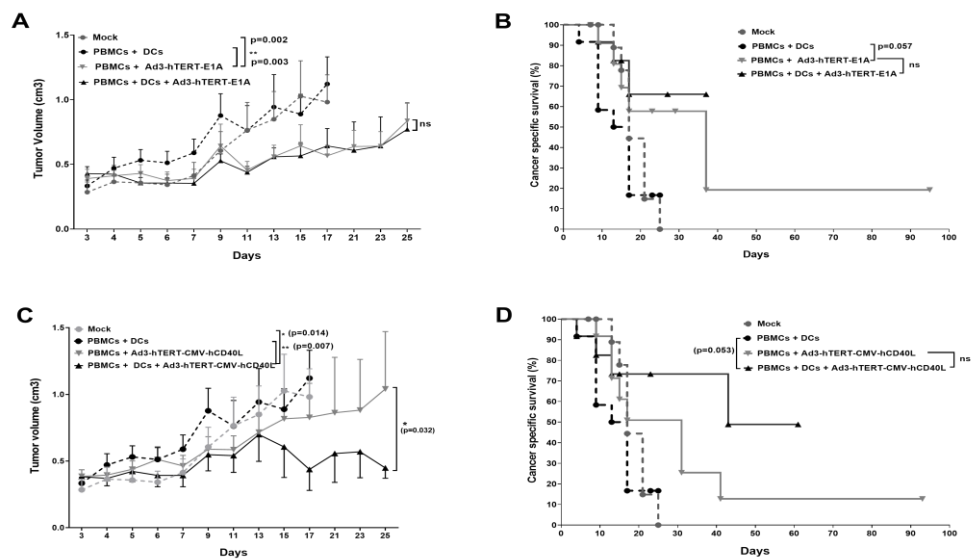 A
Mock
PBMCs + DCs
PBMCs + Ad3-hTERT-E1A
PBMCs + DCs + Ad3-hTERT-E1A
p=0.002
**
p=0.003
ns
Tumor Volume (cm3)
1.5
1.0
0.5
0.0
3 4 5 6 7 9 11 13 15 17 21 23 25
Days
B
Mock
PBMCs + DCs
PBMCs + Ad3-hTERT-E1A
PBMCs + DCs + Ad3-hTERT-E1A
p=0.057
ns
Cancer specific survival (%)
100
90
80
70
60
50
40
30
20
10
0
0 10 20 30 40 50 60 70 80 90 100
Days
C
Mock
PBMCs + DCs
PBMCs + Ad3-hTERT-CMV-hCD40L
PBMCs + DCs + Ad3-hTERT-CMV-hCD40L
* (p=0.014)
** (p=0.007)
*
(p=0.032)
Tumor volume (cm3)
1.5
1.0
0.5
0.0
3 4 5 6 7 9 11 13 15 17 21 23 25
Days
D
Mock
PBMCs + DCs
PBMCs + Ad3-hTERT-CMV-hCD40L
PBMCs + DCs + Ad3-hTERT-CMV-hCD40L
(p=0.053)
ns
Cancer specific survival (%)
100
90
80
70
60
50
40
30
20
10
0
0 10 20 30 40 50 60 70 80 90 100
Days